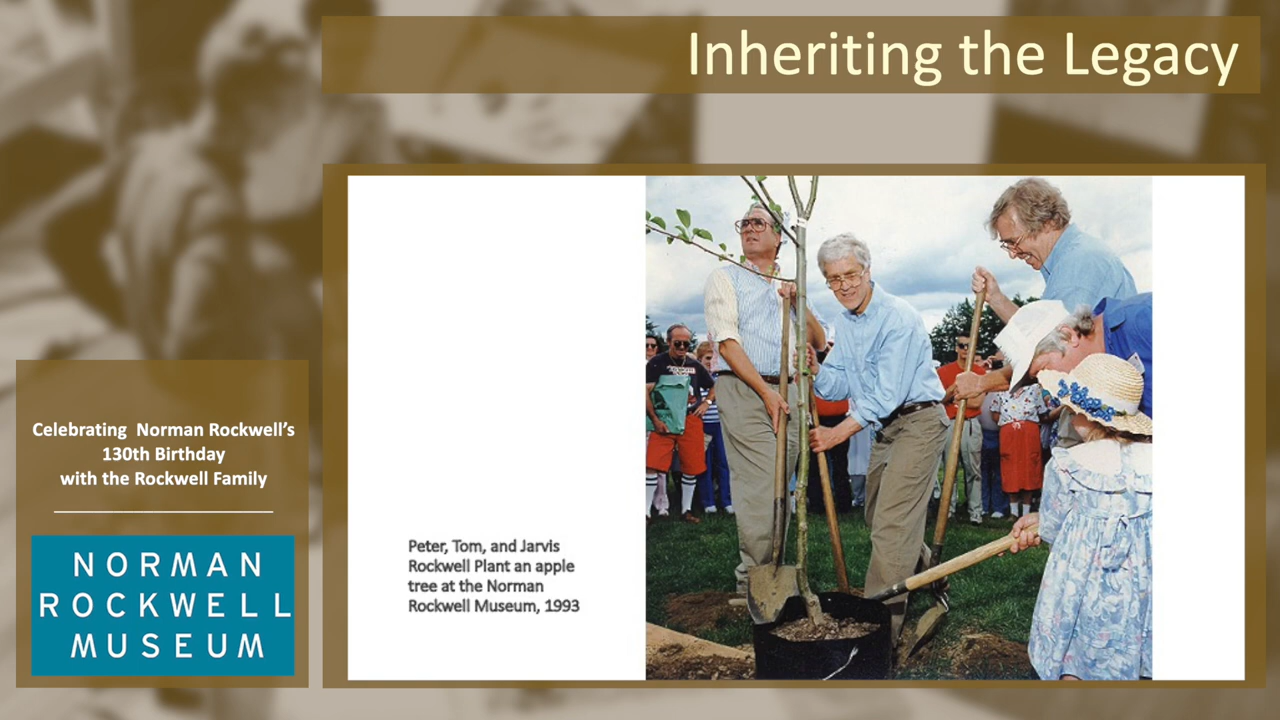 Inheriting the Legacy
Celebrating Norman Rockwell's
130th Birthday
with the Rockwell Family
NORMAN
ROCKWELL
MUSEUM
Peter, Tom, and Jarvis
Rockwell Plant an apple
tree at the Norman
Rockwell Museum, 1993